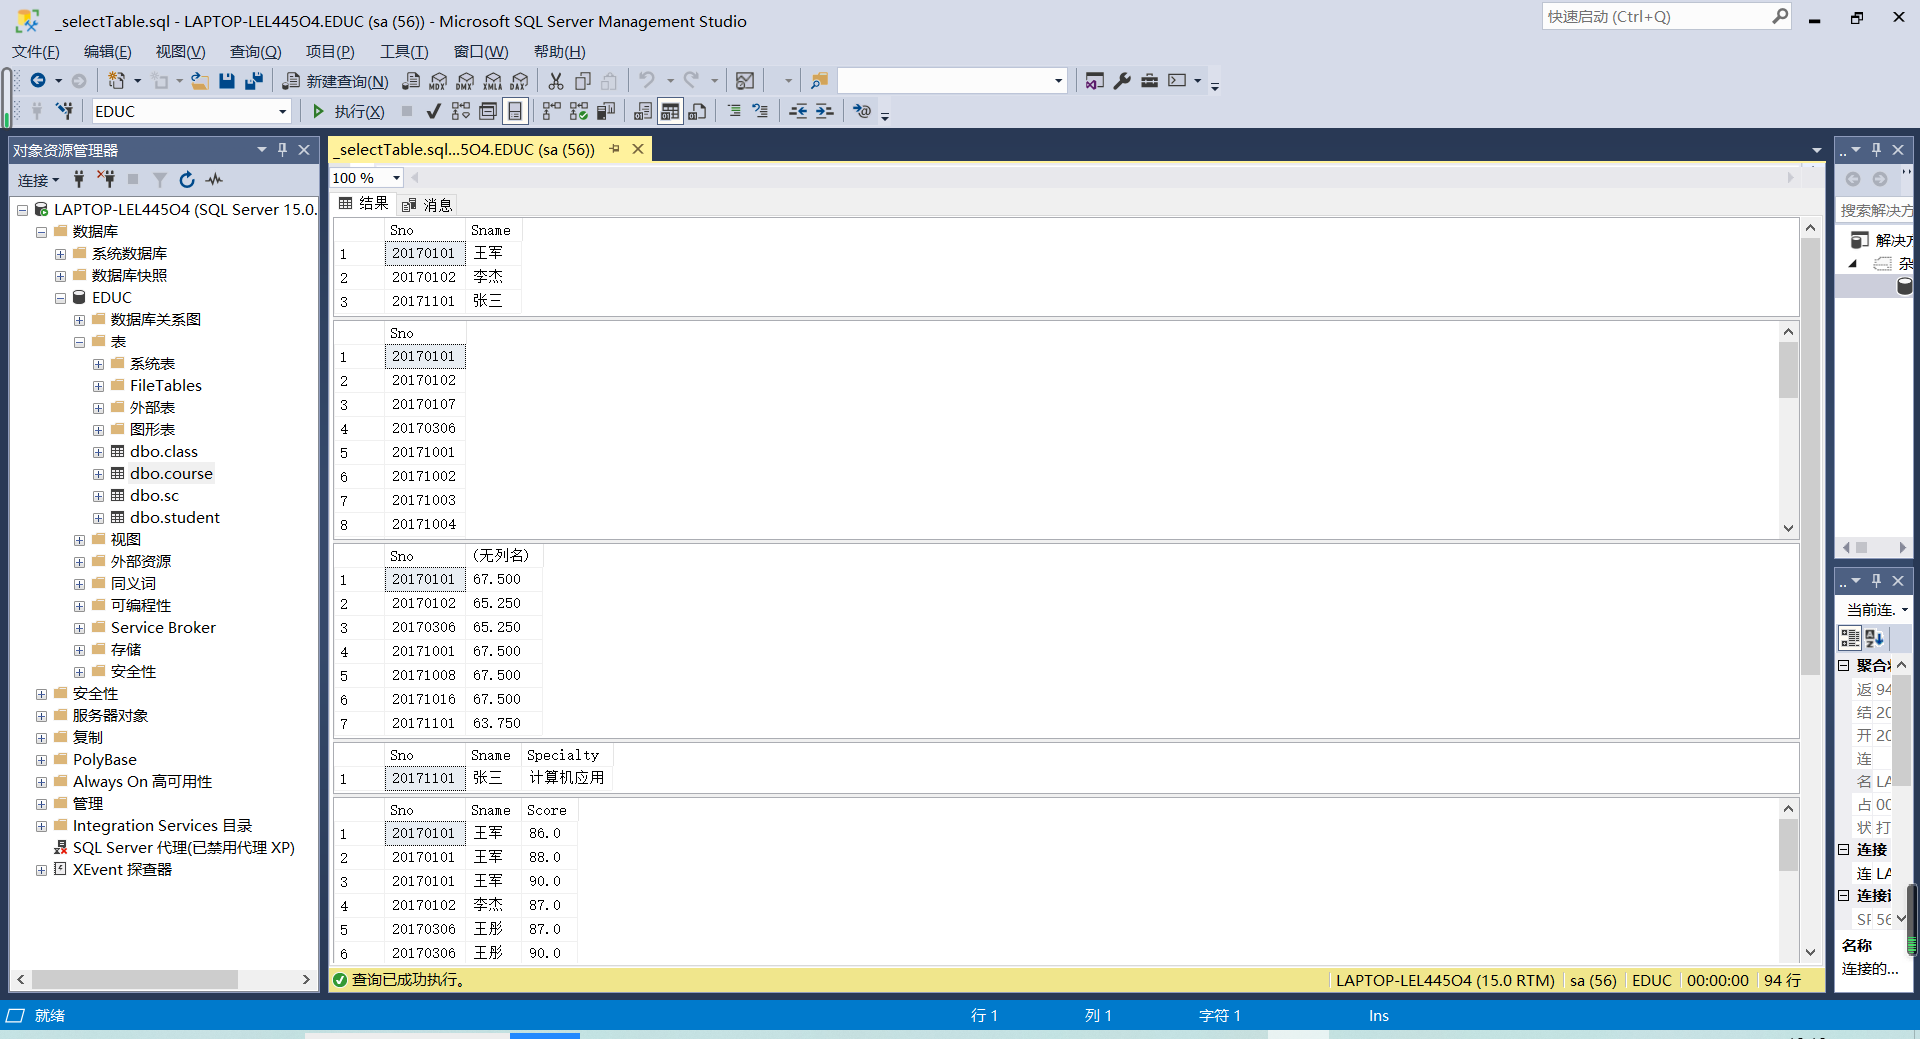 _selectTable.sql - LAPTOP-LEL445O4.EDUC (sa (56)) - Microsoft SQL Server Management Studio
快速启动 (Ctrl+Q)
文件(F) 编辑(E) 视图(V) 查询(Q) 项目(P) 工具(T) 窗口(W) 帮助(H)
新建查询(N) MDX DMX XMLA DAX
EDUC 执行(X)
对象资源管理器
连接
LAPTOP-LEL445O4 (SQL Server 15.0.
数据库
系统数据库
数据库快照
EDUC
数据库关系图
表
系统表
FileTables
外部表
图形表
dbo.class
dbo.course
dbo.sc
dbo.student
视图
外部资源
同义词
可编程性
Service Broker
存储
安全性
安全性
服务器对象
复制
PolyBase
Always On 高可用性
管理
Integration Services 目录
SQL Server 代理(已禁用代理 XP)
XEvent 探查器
_selectTable.sql...5O4.EDUC (sa (56))
100 %
结果 消息
Sno Sname
1 20170101 王军
2 20170102 李杰
3 20171101 张三
Sno
1 20170101
2 20170102
3 20170107
4 20170306
5 20171001
6 20171002
7 20171003
8 20171004
Sno (无列名)
1 20170101 67.500
2 20170102 65.250
3 20170306 65.250
4 20171001 67.500
5 20171008 67.500
6 20171016 67.500
7 20171101 63.750
Sno Sname Specialty
1 20171101 张三 计算机应用
Sno Sname Score
1 20170101 王军 86.0
2 20170101 王军 88.0
3 20170101 王军 90.0
4 20170102 李杰 87.0
5 20170306 王彤 87.0
6 20170306 王彤 90.0
查询已成功执行。
LAPTOP-LEL445O4 (15.0 RTM) sa (56) EDUC 00:00:00 94 行
..
搜索解决方
解决方
杂
..
当前连.
聚合
返 94
结 20
开 20
连
名 LA
占 00
状 打
连接
连 LA
连接
SP 56
名称
连接的...
就绪
行 1 列 1 字符 1 Ins